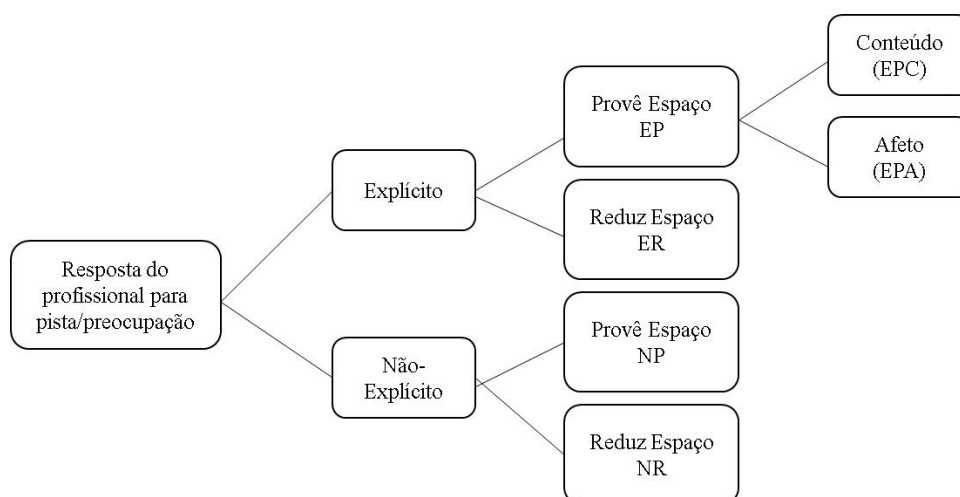 Resposta do
profissional para
pista/preocupação
Explícito
Provê Espaço
EP
Conteúdo
(EPC)
Afeto
(EPA)
Reduz Espaço
ER
Não-
Explícito
Provê Espaço
NP
Reduz Espaço
NR